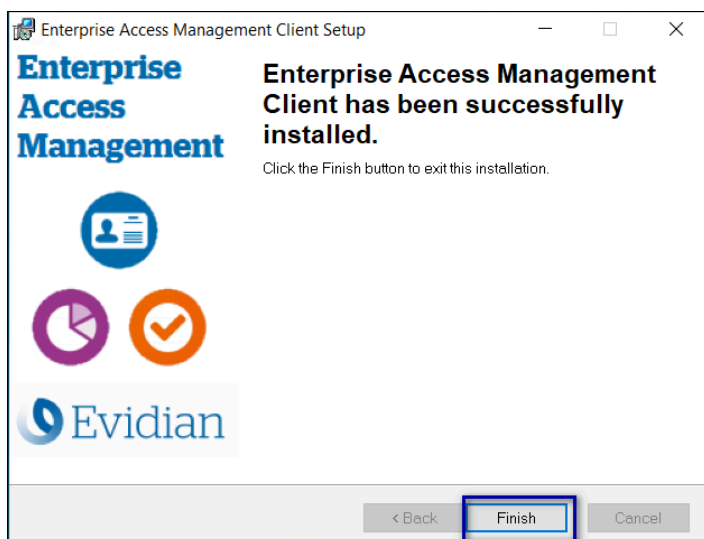 Enterprise Access Management Client Setup
Enterprise
Access
Management
Enterprise Access Management
Client has been successfully
installed.
Click the Finish button to exit this installation.
Evidian
< Back
Finish
Cancel